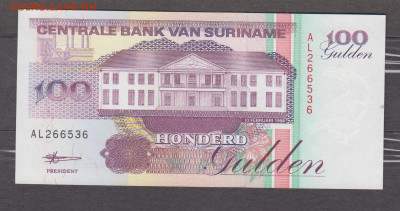 CENTRALE BANK VAN SURINAME
100
Gulden
AL266536
100
AL266536
HONDERD
Gulden
PRESIDENT